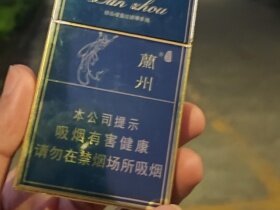 Lan zhou
蘭州
本公司提示
吸烟有害健康
请勿在禁烟场所吸烟